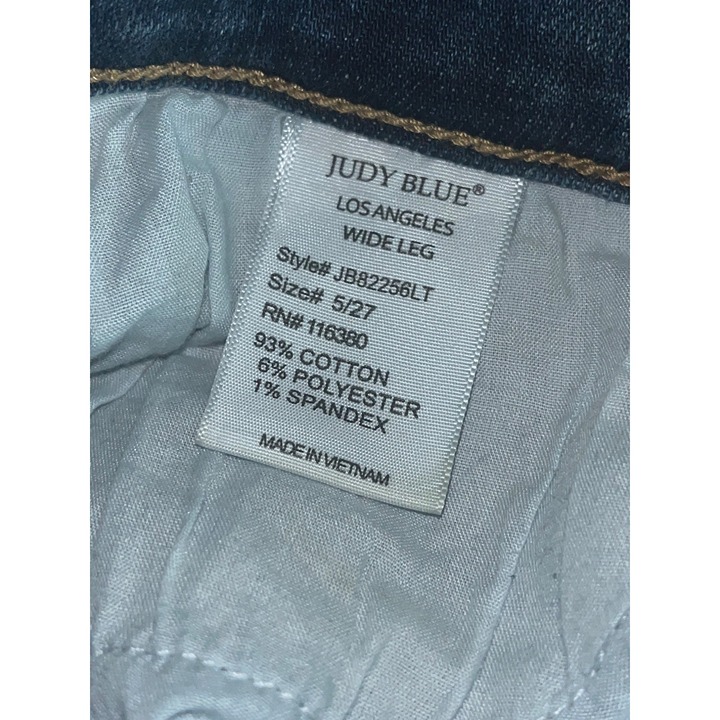 JUDY BLUE®
LOS ANGELES
WIDE LEG
Style# JB82256LT
Size# 5/27
RN# 116380
93% COTTON
6% POLYESTER
1% SPANDEX
MADE IN VIETNAM